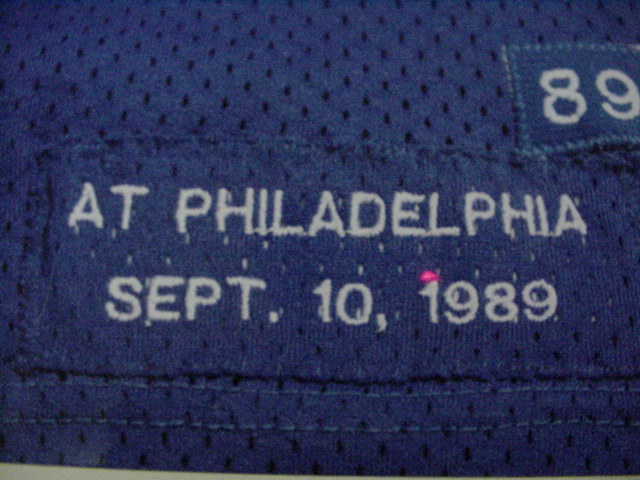 89
AT PHILADELPHIA
SEPT. 10, 1989